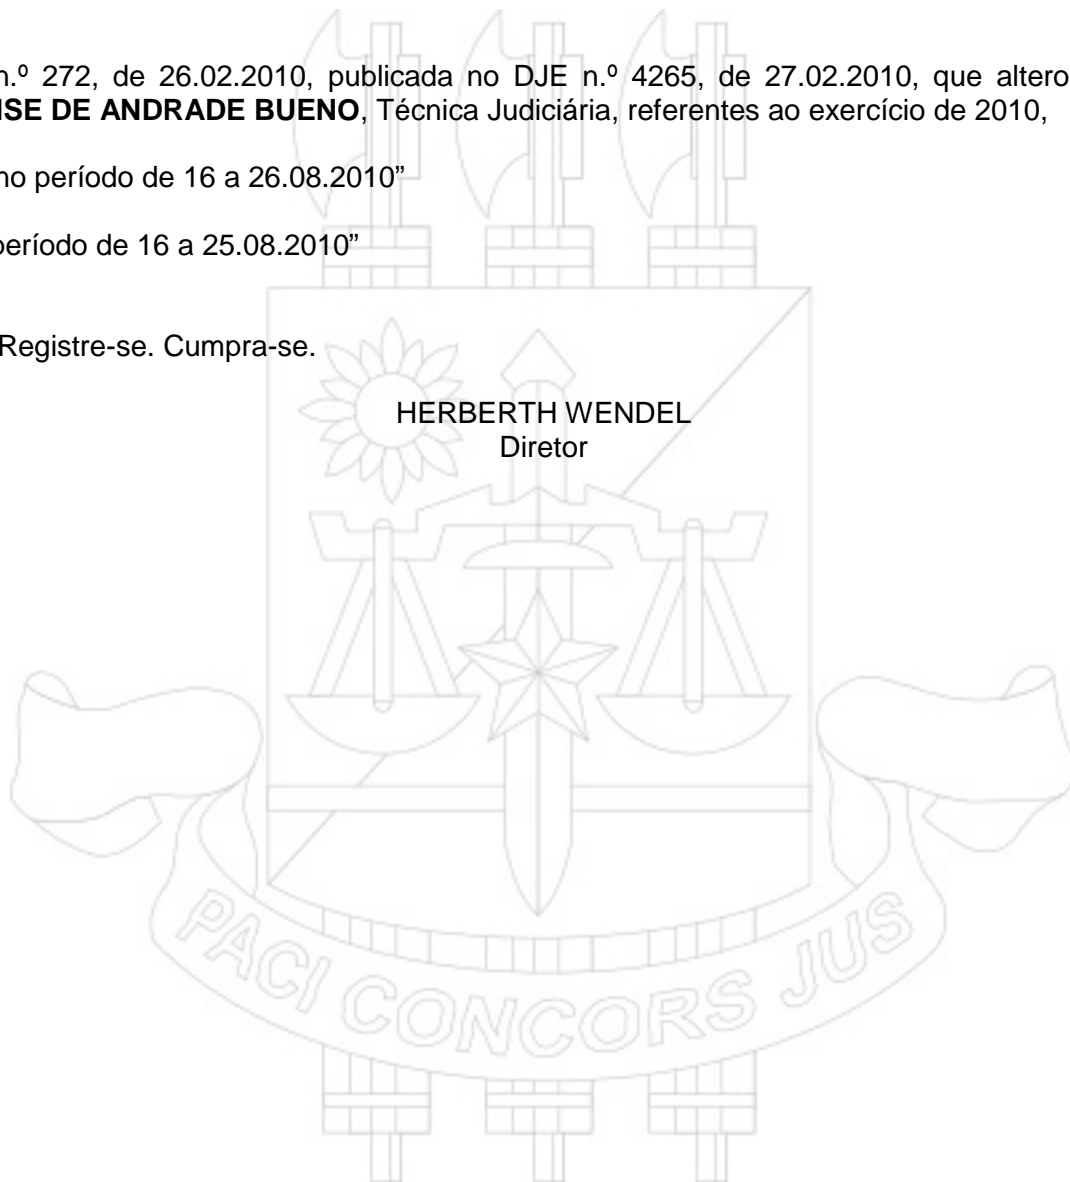 n.º 272, de 26.02.2010, publicada no DJE n.º 4265, de 27.02.2010, que altero
ISE DE ANDRADE BUENO, Técnica Judiciária, referentes ao exercício de 2010,
no período de 16 a 26.08.2010”
período de 16 a 25.08.2010”
Registre-se. Cumpra-se.
HERBERTH WENDEL
Diretor
PACI CONCORS JUS